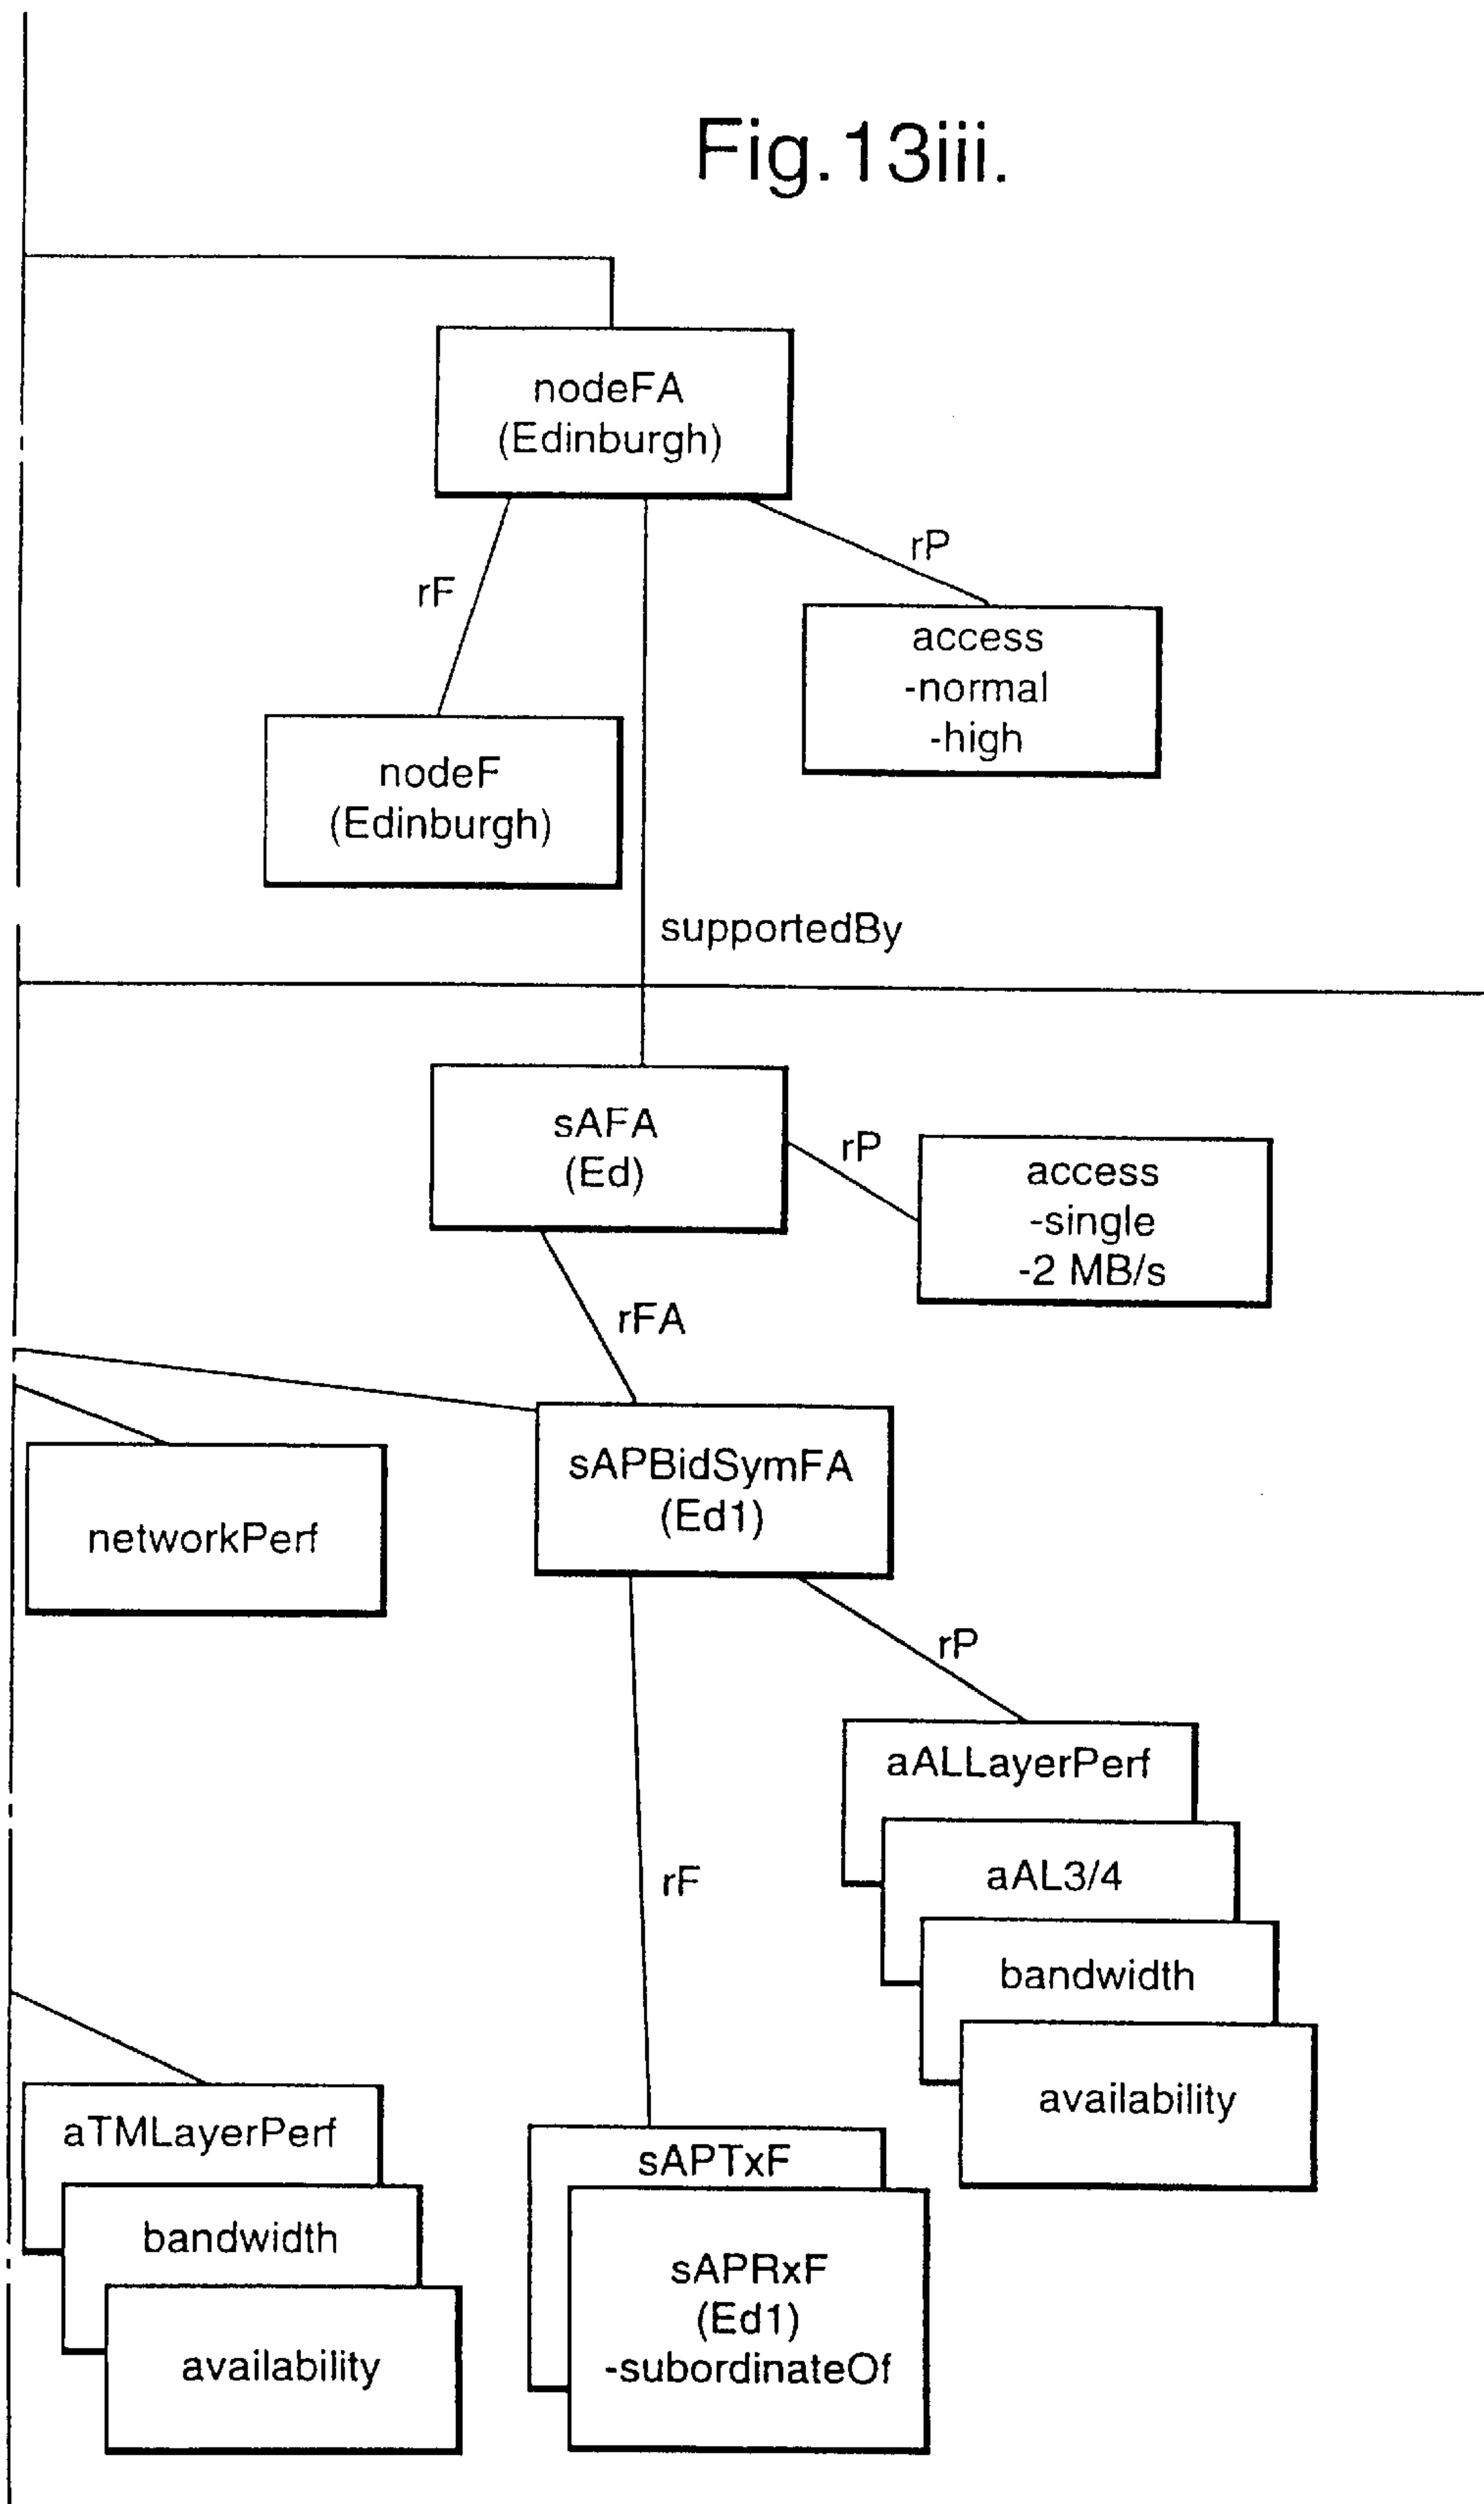 Fig.13iii.
nodeFA
(Edinburgh)
rP
rF
access
-normal
-high
nodeF
(Edinburgh)
supportedBy
sAFA
(Ed)
rP
access
-single
-2 MB/s
rFA
sAPBidSymFA
(Ed1)
networkPerf
rP
aALLayerPerf
rF
aAL3/4
bandwidth
availability
aTMLayerPerf
sAPTxF
bandwidth
sAPRxF
(Ed1)
-subordinateOf
availability